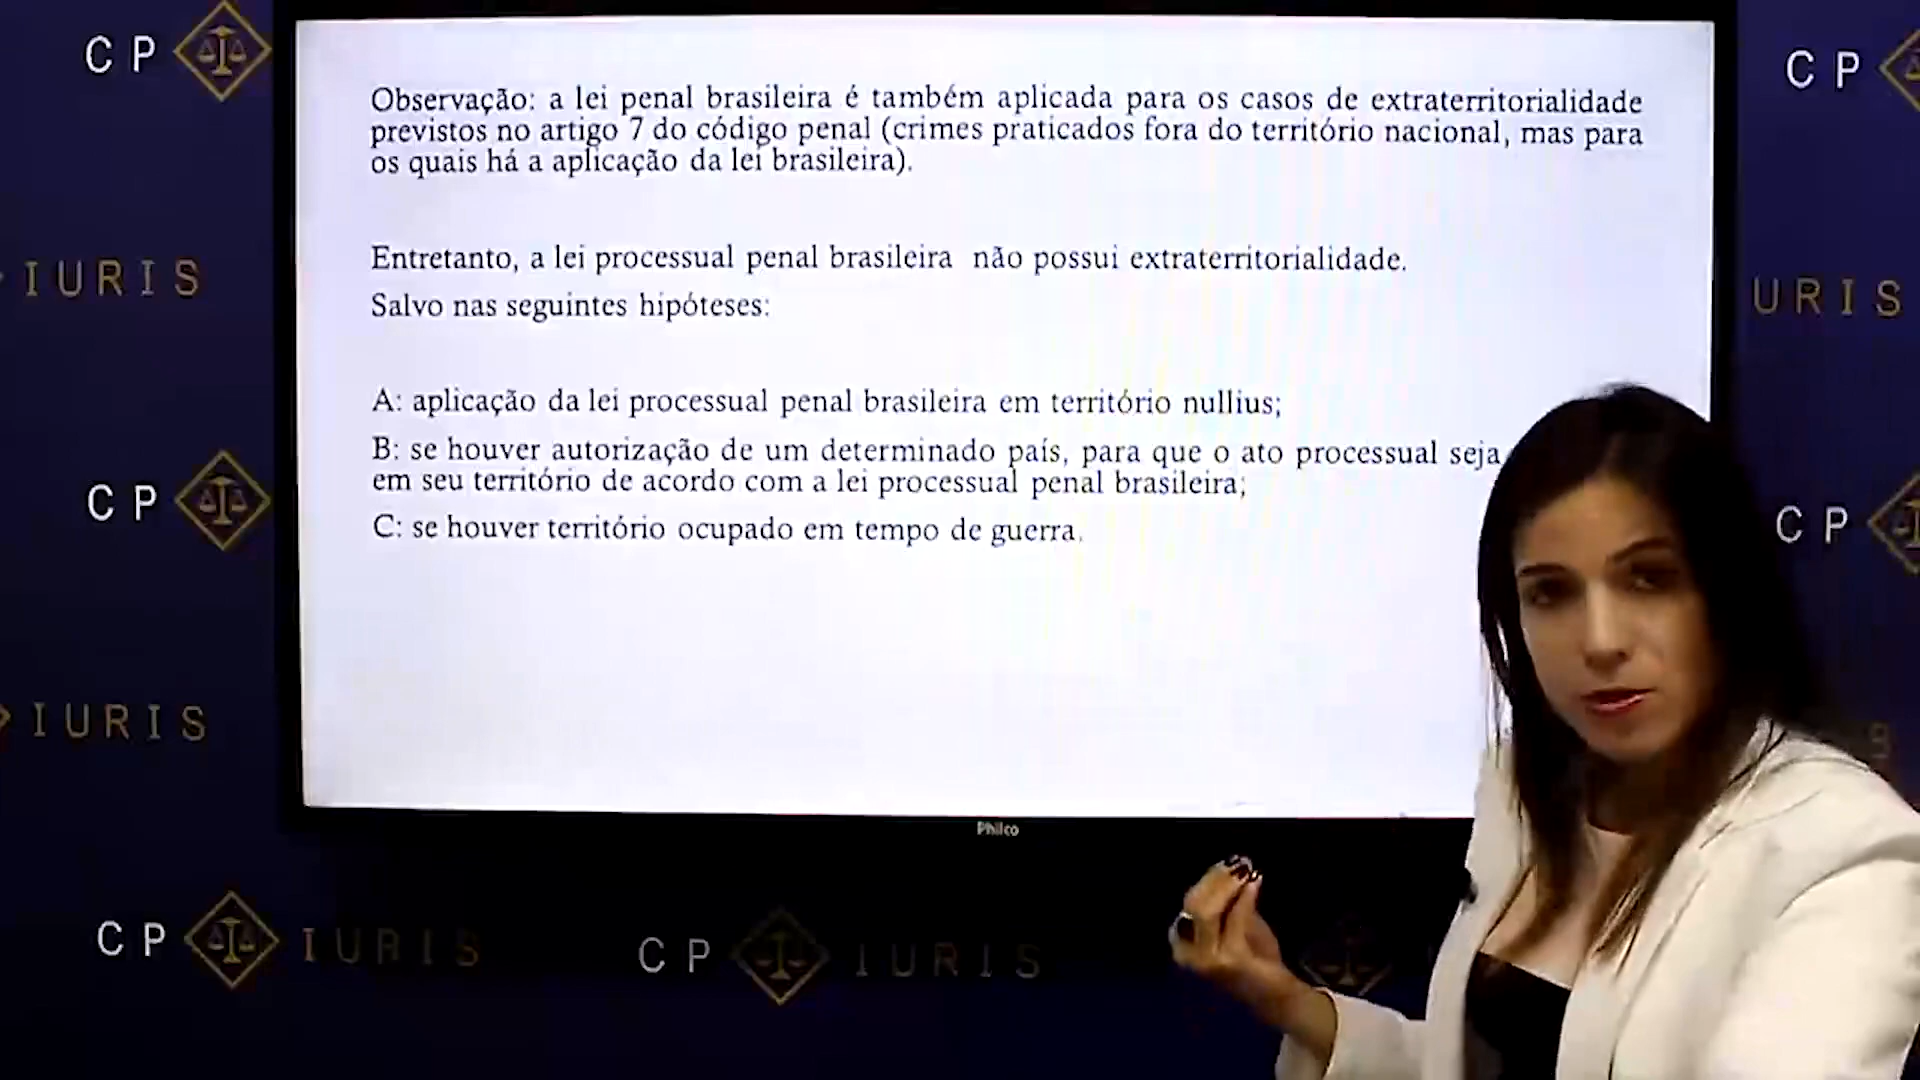 CP
CP
Observação: a lei penal brasileira é também aplicada para os casos de extraterritorialidade
previstos no artigo 7 do código penal (crimes praticados fora do território nacional, mas para
os quais há a aplicação da lei brasileira).
Entretanto, a lei processual penal brasileira não possui extraterritorialidade.
IURIS
URIS
Salvo nas seguintes hipóteses:
A: aplicação da lei processual penal brasileira em território nullius;
B: se houver autorização de um determinado país, para que o ato processual seja
em seu território de acordo com a lei processual penal brasileira;
CP
CP
C: se houver território ocupado em tempo de guerra.
IURIS
S
Philco
CP IURIS
CP IURIS